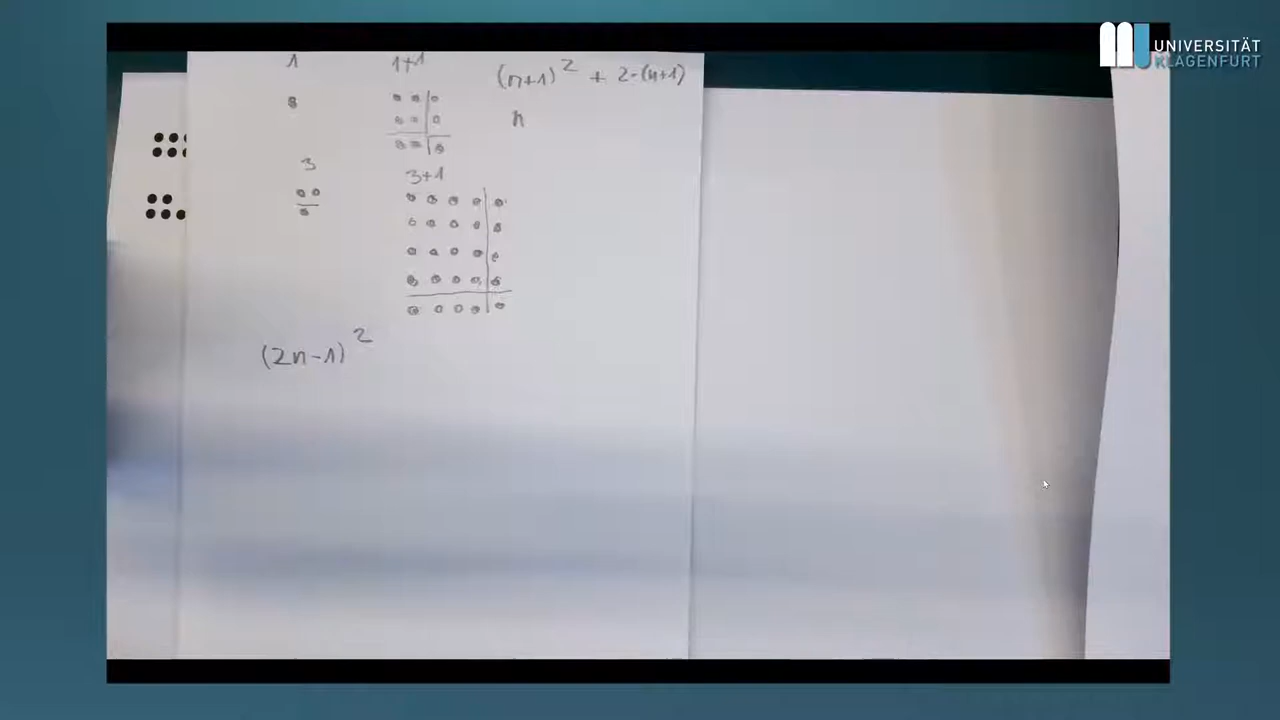 UNIVERSITÄT
KLAGENFURT
1 1+1 (n+1)² + 2·(n+1)
n
3 3+1
(2n-1)²